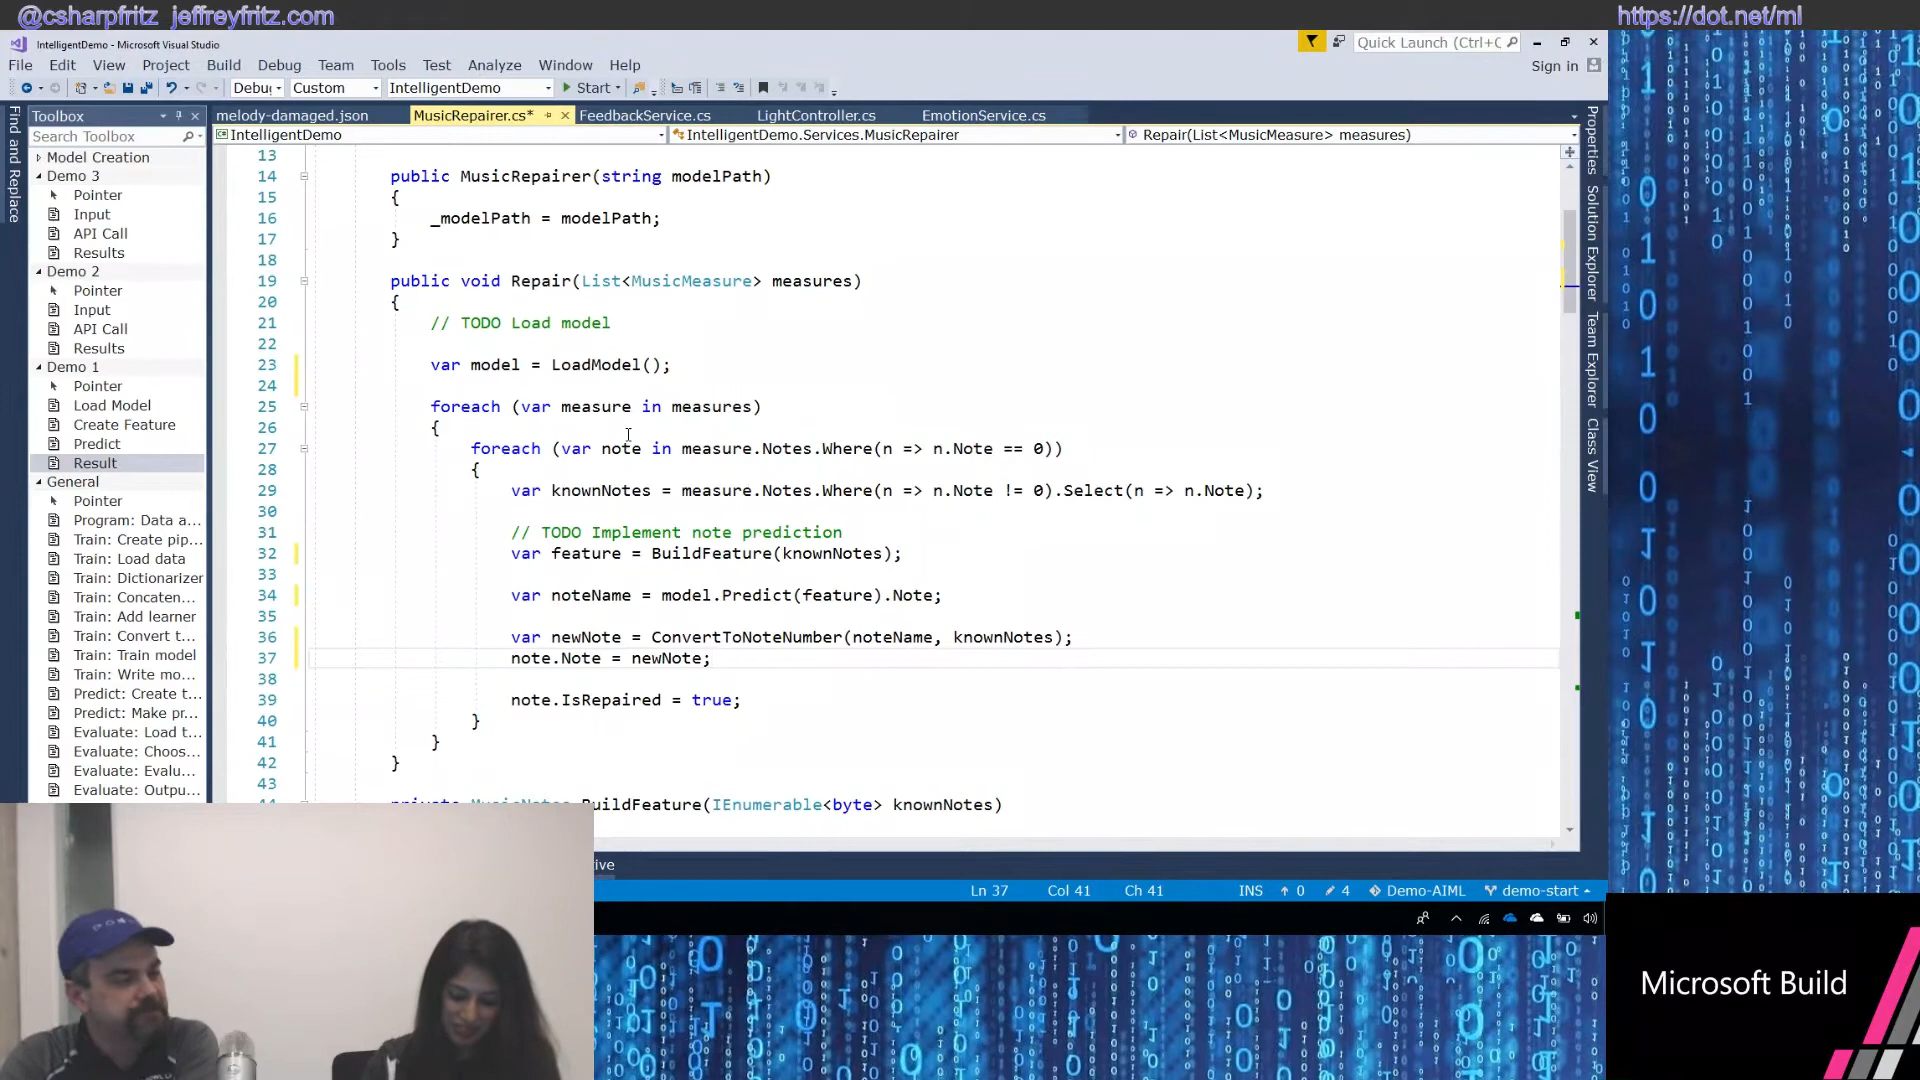 @csharpfritz jeffreyfritz.com
https://dot.net/ml
IntelligentDemo - Microsoft Visual Studio
Quick Launch (Ctrl+Q
File Edit View Project Build Debug Team Tools Test Analyze Window Help
Sign in
Debug Custom IntelligentDemo Start
Find and Replace
Toolbox
Search Toolbox
Model Creation
Demo 3
Pointer
Input
API Call
Results
Demo 2
Pointer
Input
API Call
Results
Demo 1
Pointer
Load Model
Create Feature
Predict
Result
General
Pointer
Program: Data a...
Train: Create pip...
Train: Load data
Train: Dictionarizer
Train: Concaten...
Train: Add learner
Train: Convert t...
Train: Train model
Train: Write mo...
Predict: Create t...
Predict: Make pr...
Evaluate: Load t...
Evaluate: Choos...
Evaluate: Evalu...
Evaluate: Outpu...
melody-damaged.json MusicRepairer.cs* FeedbackService.cs LightController.cs EmotionService.cs
IntelligentDemo IntelligentDemo.Services.MusicRepairer Repair(List<MusicMeasure> measures)
13
14 public MusicRepairer(string modelPath)
15 {
16 _modelPath = modelPath;
17 }
18
19 public void Repair(List<MusicMeasure> measures)
20 {
21 // TODO Load model
22
23 var model = LoadModel();
24
25 foreach (var measure in measures)
26 {
27 foreach (var note in measure.Notes.Where(n => n.Note == 0))
28 {
29 var knownNotes = measure.Notes.Where(n => n.Note != 0).Select(n => n.Note);
30
31 // TODO Implement note prediction
32 var feature = BuildFeature(knownNotes);
33
34 var noteName = model.Predict(feature).Note;
35
36 var newNote = ConvertToNoteNumber(noteName, knownNotes);
37 note.Note = newNote;
38
39 note.IsRepaired = true;
40 }
41 }
42 }
43
44 private MusicNotes BuildFeature(IEnumerable<byte> knownNotes)
Properties
Solution Explorer
Team Explorer
Class View
ive
Ln 37 Col 41 Ch 41 INS 0 4 Demo-AIML demo-start
Microsoft Build